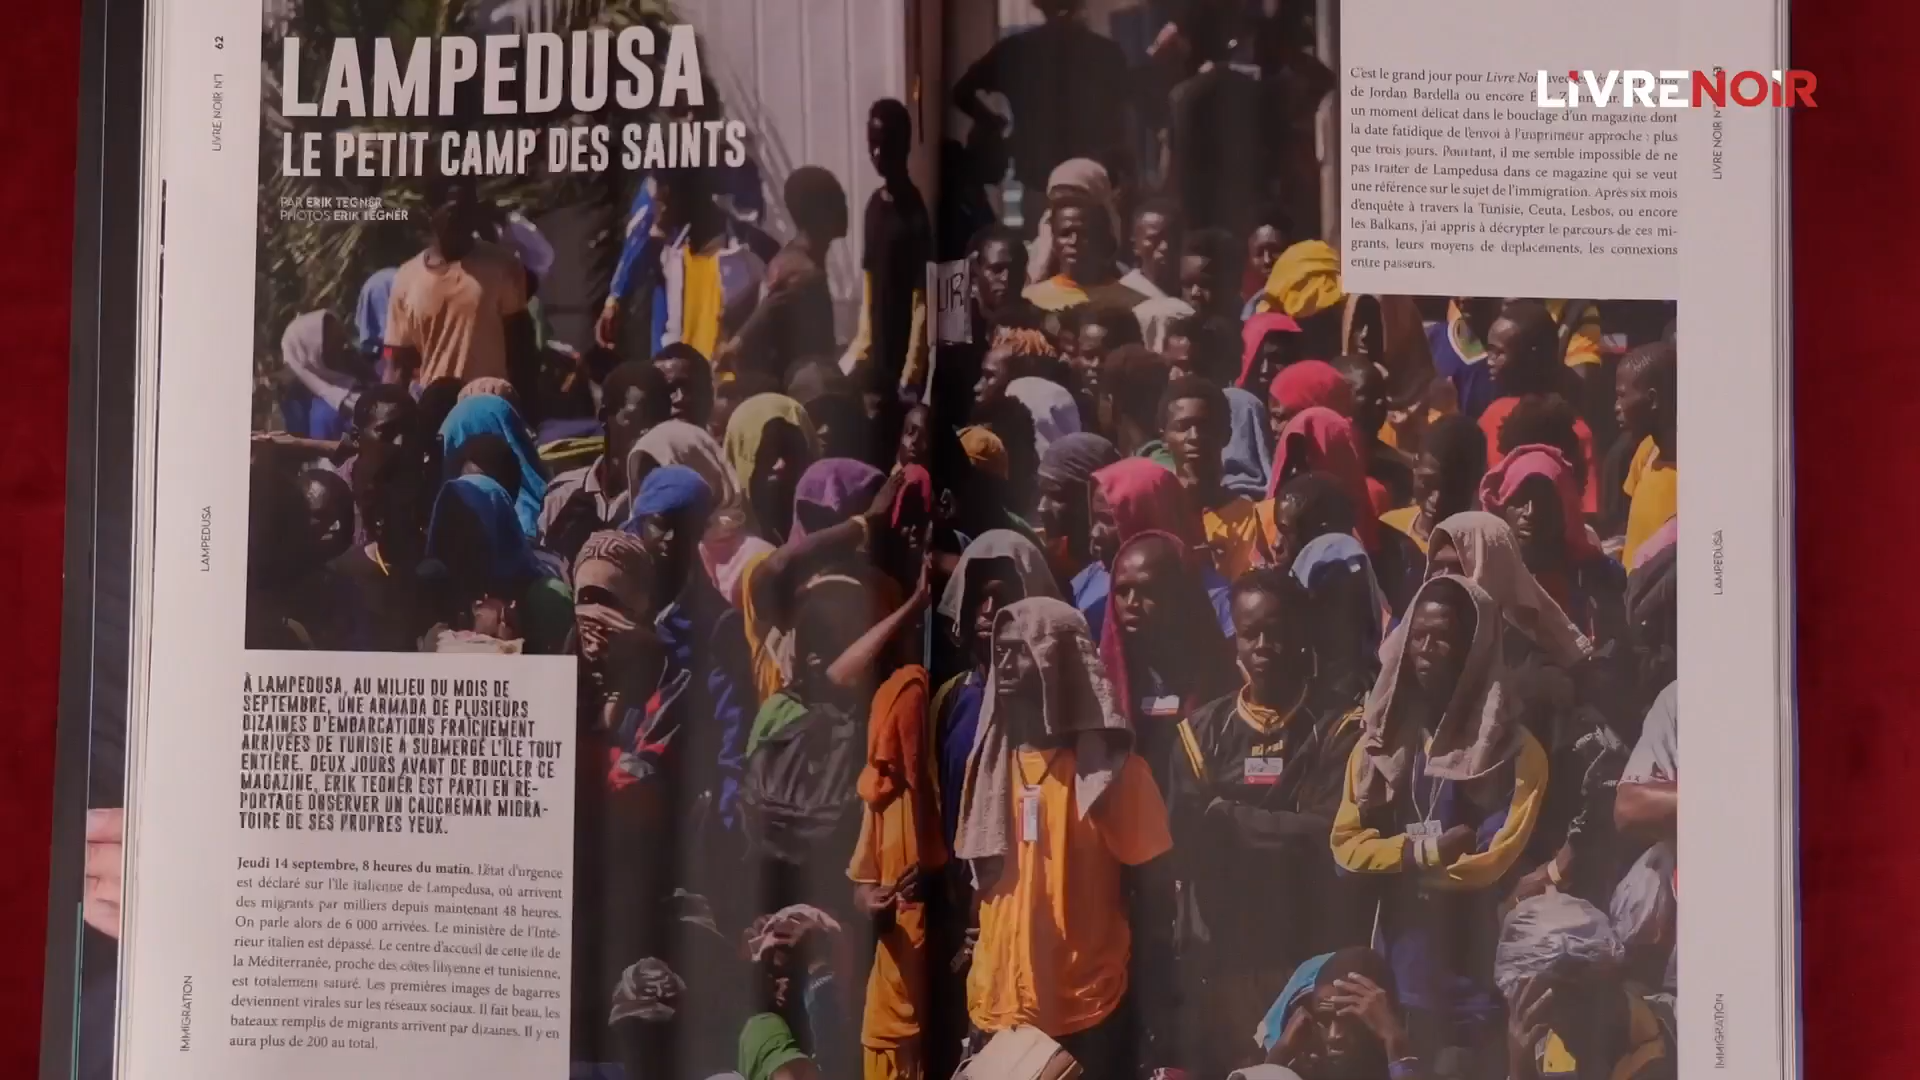 LAMPEDUSA
LE PETIT CAMP DES SAINTS
PAR ERIK TEGNÉR
PHOTOS ERIK TEGNÉR
62
LIVRE NOIR N°1
LAMPEDUSA
IMMIGRATION
À LAMPEDUSA, AU MILIEU DU MOIS DE
SEPTEMBRE, UNE ARMADA DE PLUSIEURS
DIZAINES D'EMBARCATIONS FRAÎCHEMENT
ARRIVÉES DE TUNISIE A SUBMERGÉ L'ÎLE TOUT
ENTIÈRE. DEUX JOURS AVANT DE BOUCLER CE
MAGAZINE, ERIK TEGNÉR EST PARTI EN RE-
PORTAGE OBSERVER UN CAUCHEMAR MIGRA-
TOIRE DE SES PROPRES YEUX.
Jeudi 14 septembre, 8 heures du matin. L'état d'urgence
est déclaré sur l'île italienne de Lampedusa, où arrivent
des migrants par milliers depuis maintenant 48 heures.
On parle alors de 6 000 arrivées. Le ministère de l'Inté-
rieur italien est dépassé. Le centre d'accueil de cette île de
la Méditerranée, proche des côtes libyenne et tunisienne,
est totalement saturé. Les premières images de bagarres
deviennent virales sur les réseaux sociaux. Il fait beau, les
bateaux remplis de migrants arrivent par dizaines. Il y en
aura plus de 200 au total.
C'est le grand jour pour Livre Noir avec
de Jordan Bardella ou encore
un moment délicat dans le bouclage d'un magazine dont
la date fatidique de l'envoi à l'imprimeur approche : plus
que trois jours. Pourtant, il me semble impossible de ne
pas traiter de Lampedusa dans ce magazine qui se veut
une référence sur le sujet de l'immigration. Après six mois
d'enquête à travers la Tunisie, Ceuta, Lesbos, ou encore
les Balkans, j'ai appris à décrypter le parcours de ces mi-
grants, leurs moyens de déplacements, les connexions
entre passeurs.
LIVRENOIR
LIVRE NOIR
LAMPEDUSA
IMMIGRATION